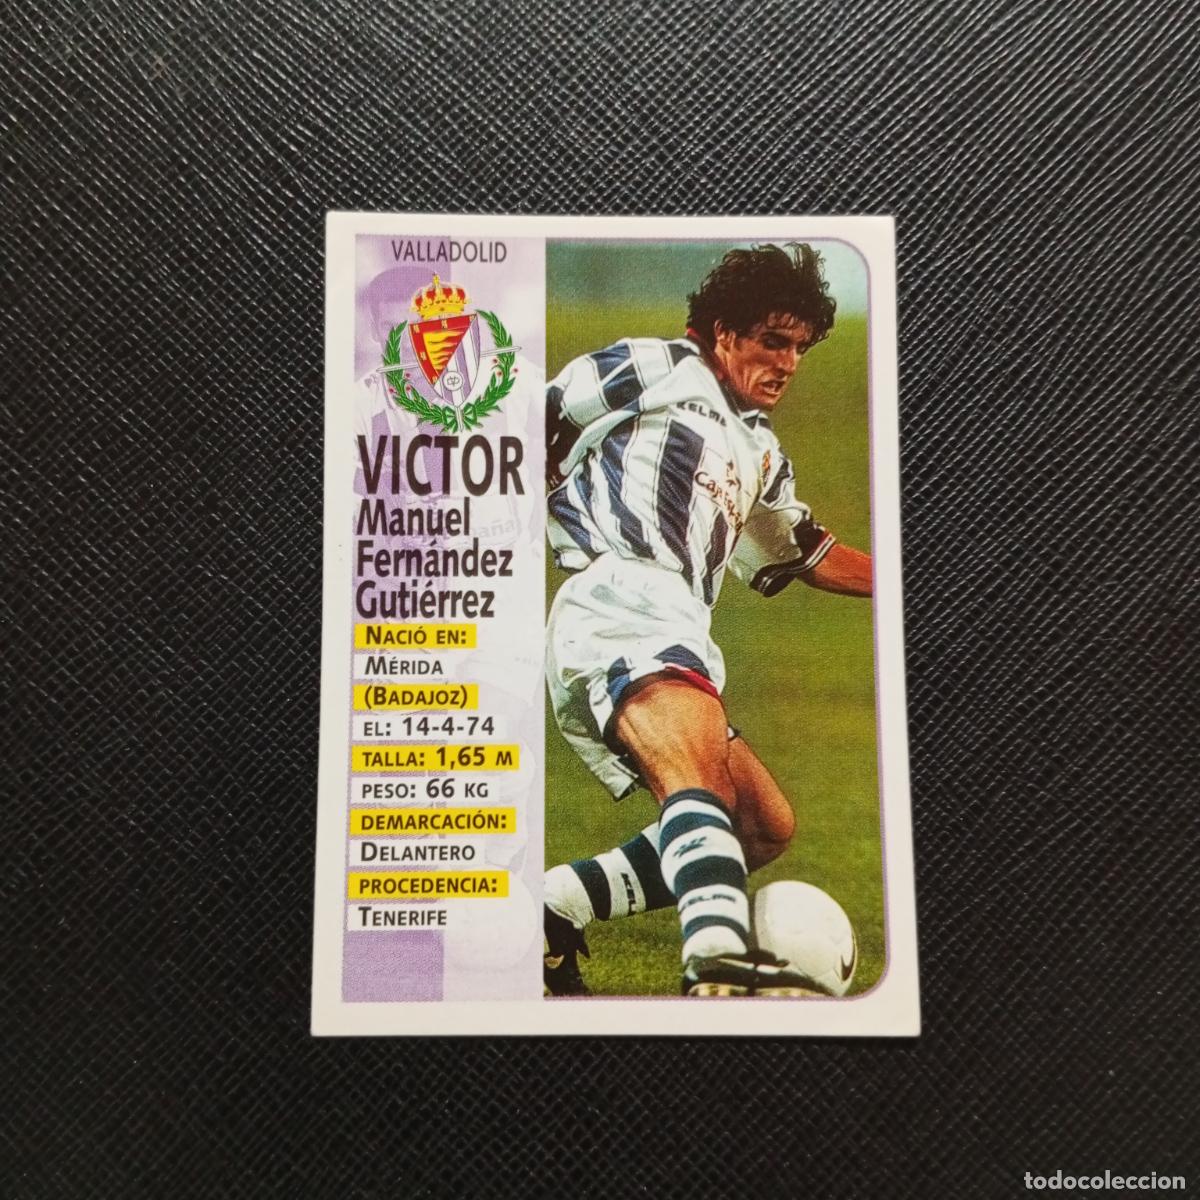 VALLADOLID
VICTOR
Manuel
Fernández
Gutiérrez
NACIÓ EN:
MÉRIDA
(BADAJOZ)
EL: 14-4-74
TALLA: 1,65 M
PESO: 66 KG
DEMARCACIÓN:
DELANTERO
PROCEDENCIA:
TENERIFE
KELME
todocoleccion